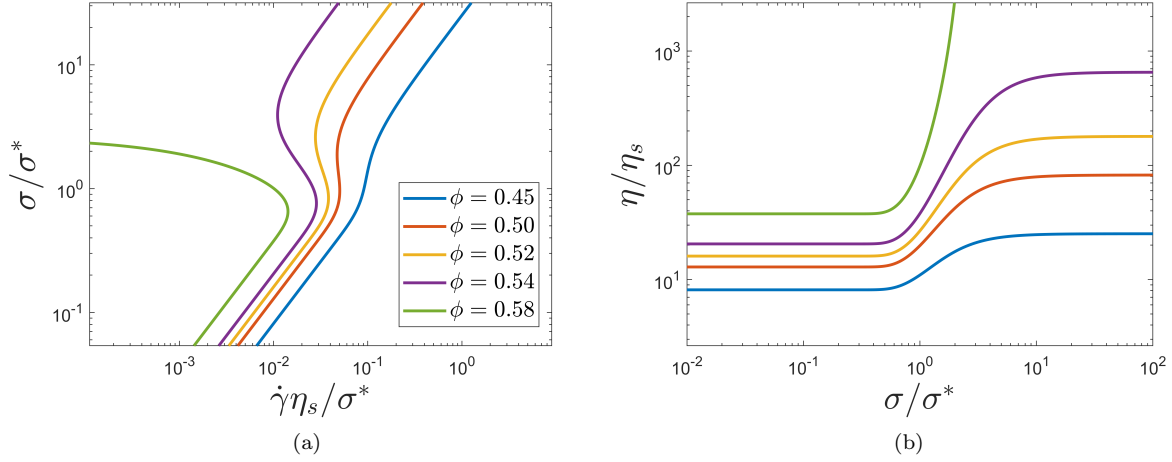 10^1
10^0
10^-1
σ/σ*
10^-3
10^-2
10^-1
10^0
γ̇η_s/σ*
ϕ = 0.45
ϕ = 0.50
ϕ = 0.52
ϕ = 0.54
ϕ = 0.58
(a)
10^3
10^2
10^1
η/η_s
10^-2
10^-1
10^0
10^1
10^2
σ/σ*
(b)